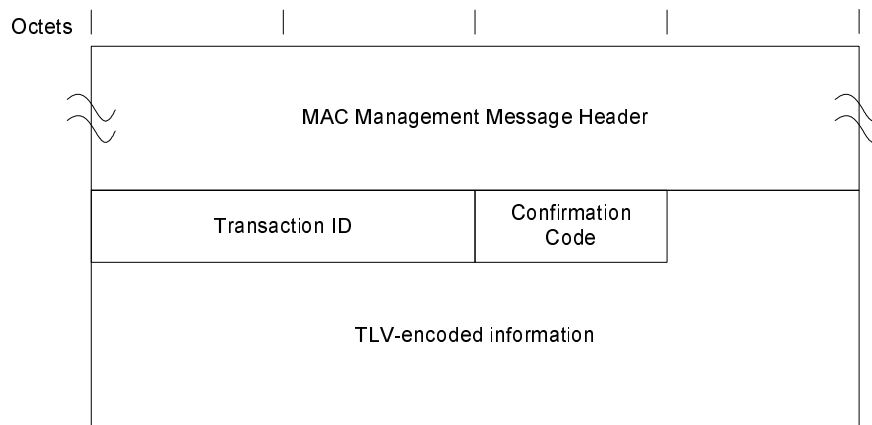 Octets
MAC Management Message Header
Transaction ID
Confirmation
Code
TLV-encoded information